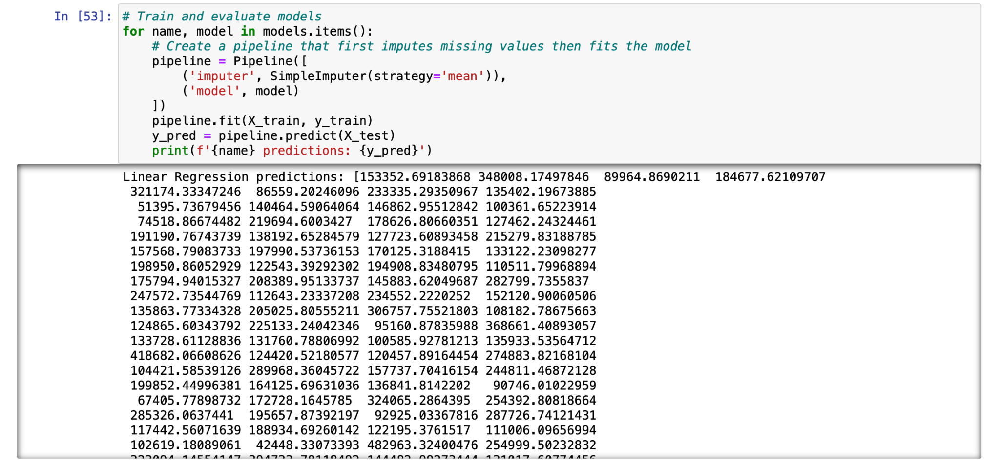 In [53]: # Train and evaluate models
for name, model in models.items():
    # Create a pipeline that first imputes missing values then fits the model
    pipeline = Pipeline([
        ('imputer', SimpleImputer(strategy='mean')),
        ('model', model)
    ])
    pipeline.fit(X_train, y_train)
    y_pred = pipeline.predict(X_test)
    print(f'{name} predictions: {y_pred}')
Linear Regression predictions: [153352.69183868 348008.17497846  89964.8690211  184677.62109707
 321174.33347246  86559.20246096 233335.29350967 135402.19673885
  51395.73679456 140464.59064064 146862.95512842 100361.65223914
  74518.86674482 219694.6003427  178626.80660351 127462.24324461
 191190.76743739 138192.65284579 127723.60893458 215279.83188785
 157568.79083733 197990.53736153 170125.3188415  133122.23098277
 198950.86052929 122543.39292302 194908.83480795 110511.79968894
 175794.94015327 208389.95133737 145883.62049687 282799.7355837
 247572.73544769 112643.23337208 234552.2220252  152120.90060506
 135863.77334328 205025.80555211 306757.75521803 108182.78675663
 124865.60343792 225133.24042346  95160.87835988 368661.40893057
 133728.61128836 131760.78806992 100585.92781213 135933.53564712
 418682.06608626 124420.52180577 120457.89164454 274883.82168104
 104421.58539126 289968.36045722 157737.70416154 244811.46872128
 199852.44996381 164125.69631036 136841.8142202   90746.01022959
  67405.77898732 172728.1645785  324065.2864395  254392.80818664
 285326.0637441  195657.87392197  92925.03367816 287726.74121431
 117442.56071639 188934.69260142 122195.3761517  111006.09656994
 102619.18089061  42448.33073393 482963.32400476 254999.50232832